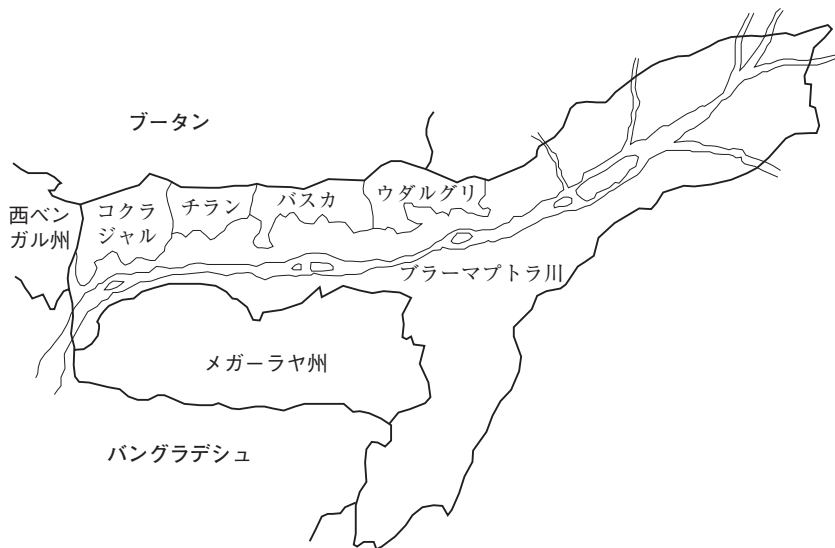 ブータン
西ベン
ガル州
コクラ
ジャル
チラン
バスカ
ウダルグリ
ブラーマプトラ川
メガーラヤ州
バングラデシュ